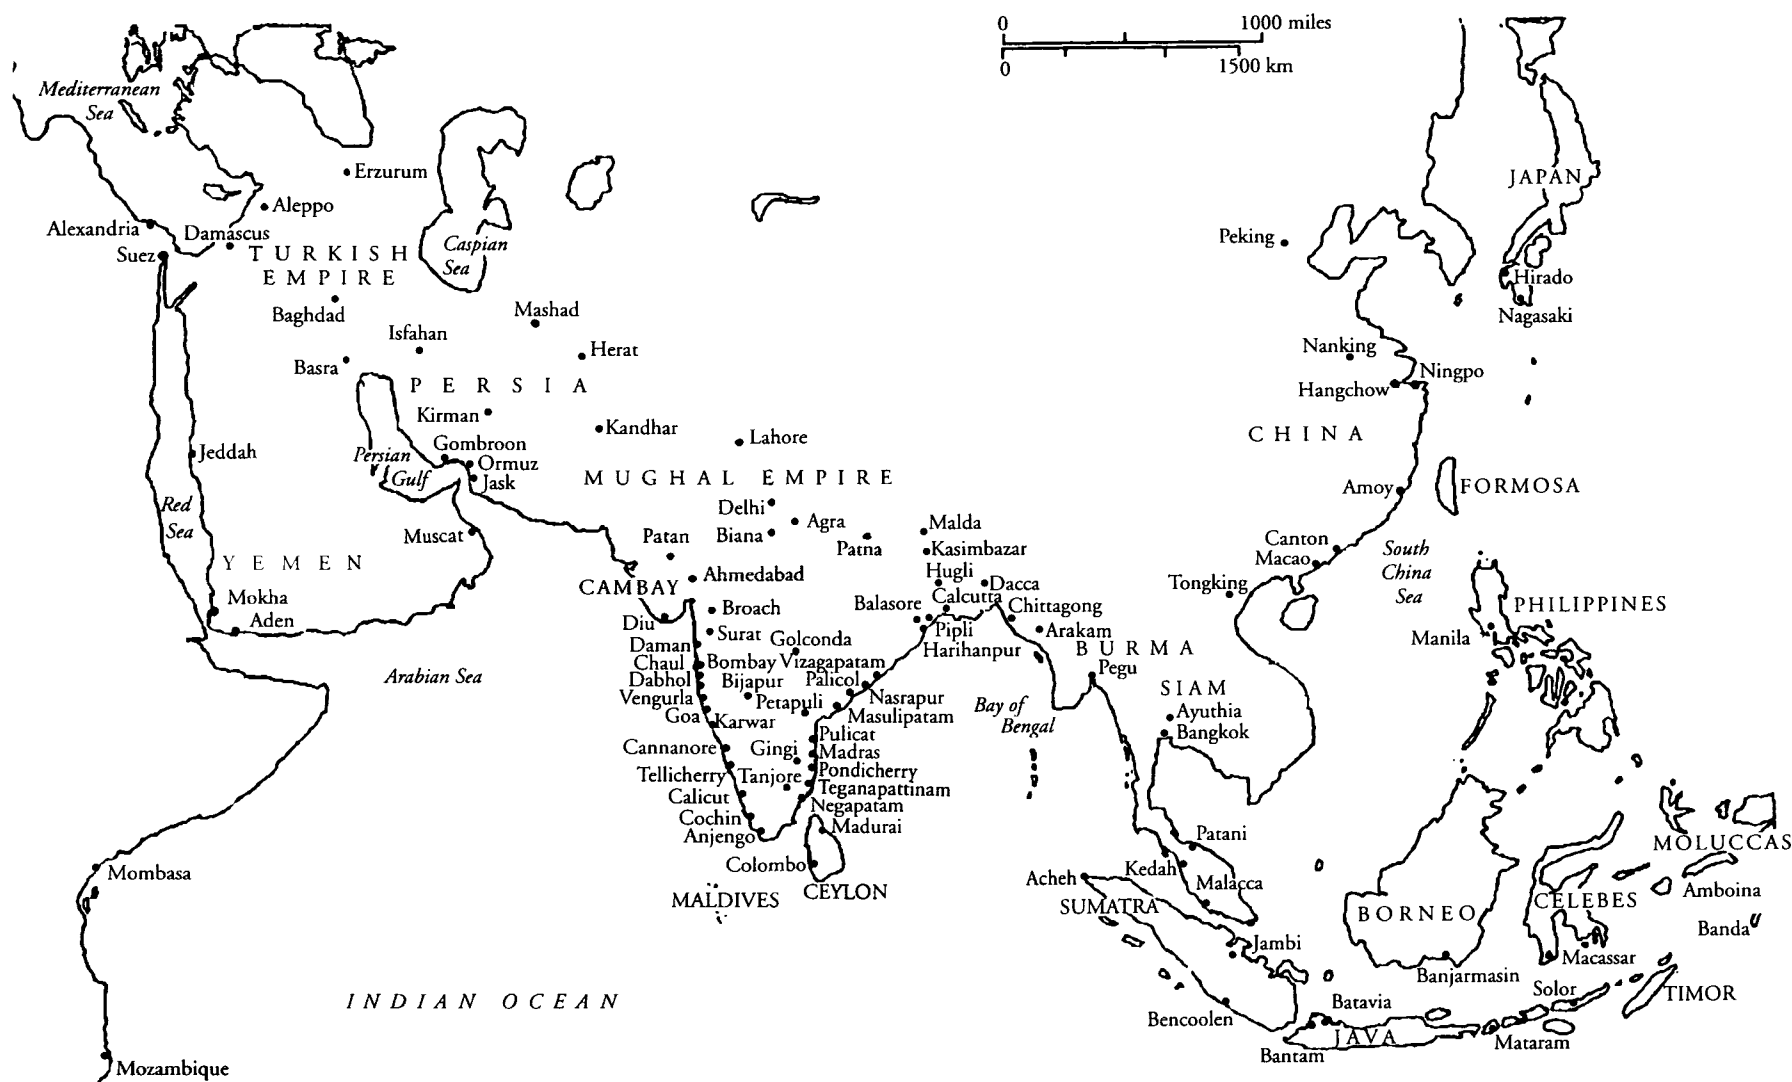 0 1000 miles
0 1500 km
Mediterranean
Sea
Erzurum
Aleppo
Alexandria
Damascus
Suez
TURKISH
EMPIRE
Caspian
Sea
Baghdad
Mashad
Isfahan
Herat
Basra
PERSIA
Kirman
Kandhar
Lahore
Gombroon
Persian
Gulf
Ormuz
Jask
Jeddah
Red
Sea
MUGHAL EMPIRE
Delhi
Agra
Biana
Patna
Malda
Kasimbazar
Hugli
Dacca
Calcutta
Balasore
Pipli
Harihanpur
Chittagong
Arakam
Muscat
YEMEN
Mokha
Aden
Patan
CAMBAY
Ahmedabad
Broach
Diu
Surat
Daman
Golconda
Chaul
Bombay
Vizagapatam
Dabhol
Bijapur
Palicol
Vengurla
Petapuli
Nasrapur
Goa
Karwar
Masulipatam
Pulicat
Cannanore
Gingi
Madras
Tellicherry
Tanjore
Pondicherry
Teganapattinam
Calicut
Negapatam
Cochin
Madurai
Anjengo
Colombo
CEYLON
MALDIVES
Arabian Sea
Bay of
Bengal
INDIAN OCEAN
Mombasa
Mozambique
BURMA
Pegu
SIAM
Ayuthia
Bangkok
Patani
Kedah
Malacca
Acheh
SUMATRA
Jambi
Bencoolen
Batavia
JAVA
Bantam
Mataram
Peking
JAPAN
Hirado
Nagasaki
Nanking
Ningpo
Hangchow
CHINA
Amoy
FORMOSA
Canton
Macao
South
China
Sea
Tongking
PHILIPPINES
Manila
BORNEO
Banjarmasin
CELEBES
Macassar
MOLUCCAS
Amboina
Banda
Solor
TIMOR